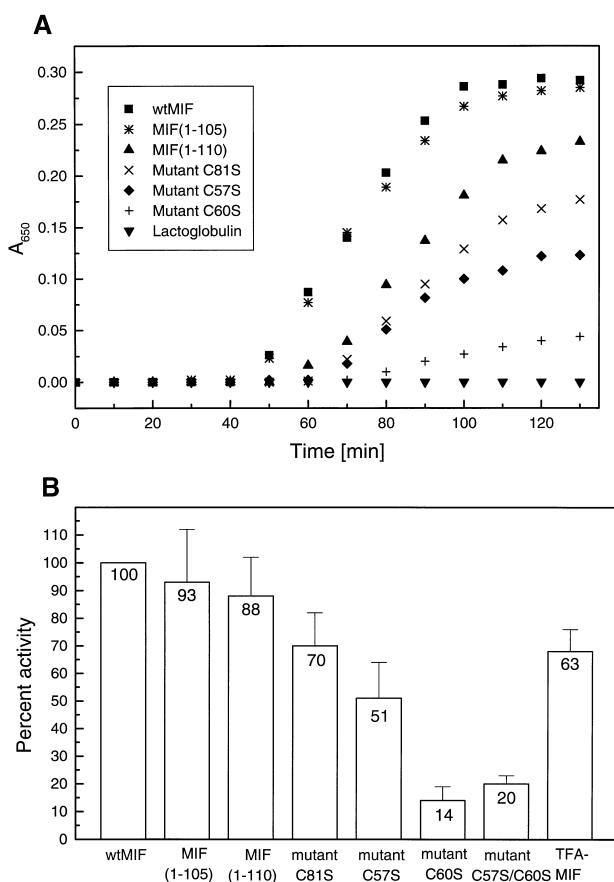 A
0.30
0.25
0.20
0.15
0.10
0.05
0.00
A650
wtMIF
MIF(1-105)
MIF(1-110)
Mutant C81S
Mutant C57S
Mutant C60S
Lactoglobulin
0 20 40 60 80 100 120
Time [min]
B
110
100
90
80
70
60
50
40
30
20
10
0
Percent activity
100 93 88 70 51 14 20 63
wtMIF MIF mutant mutant mutant mutant TFA-
(1-105) (1-110) C81S C57S C60S C57S/C60S MIF